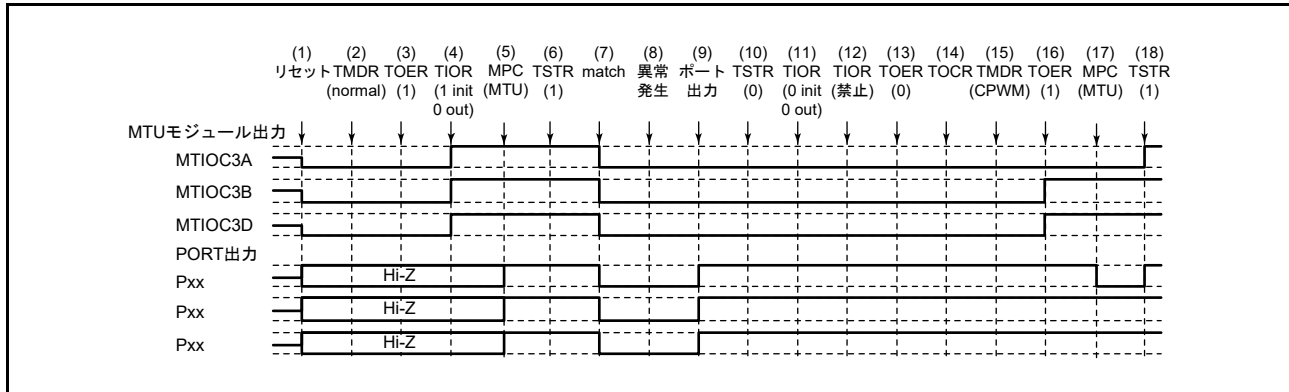 (1) (2) (3) (4) (5) (6) (7) (8) (9) (10) (11) (12) (13) (14) (15) (16) (17) (18)
リセット TMDR TOER TIOR MPC TSTR match 異常 ポート TSTR TIOR TIOR TOER TOCR TMDR TOER MPC TSTR
(normal) (1) (1 init (MTU) (1) 発生 出力 (0) (0 init (禁止) (0) (CPWM) (1) (MTU) (1)
0 out) 0 out)
MTUモジュール出力
MTIOC3A
MTIOC3B
MTIOC3D
PORT出力
Pxx Hi-Z
Pxx Hi-Z
Pxx Hi-Z